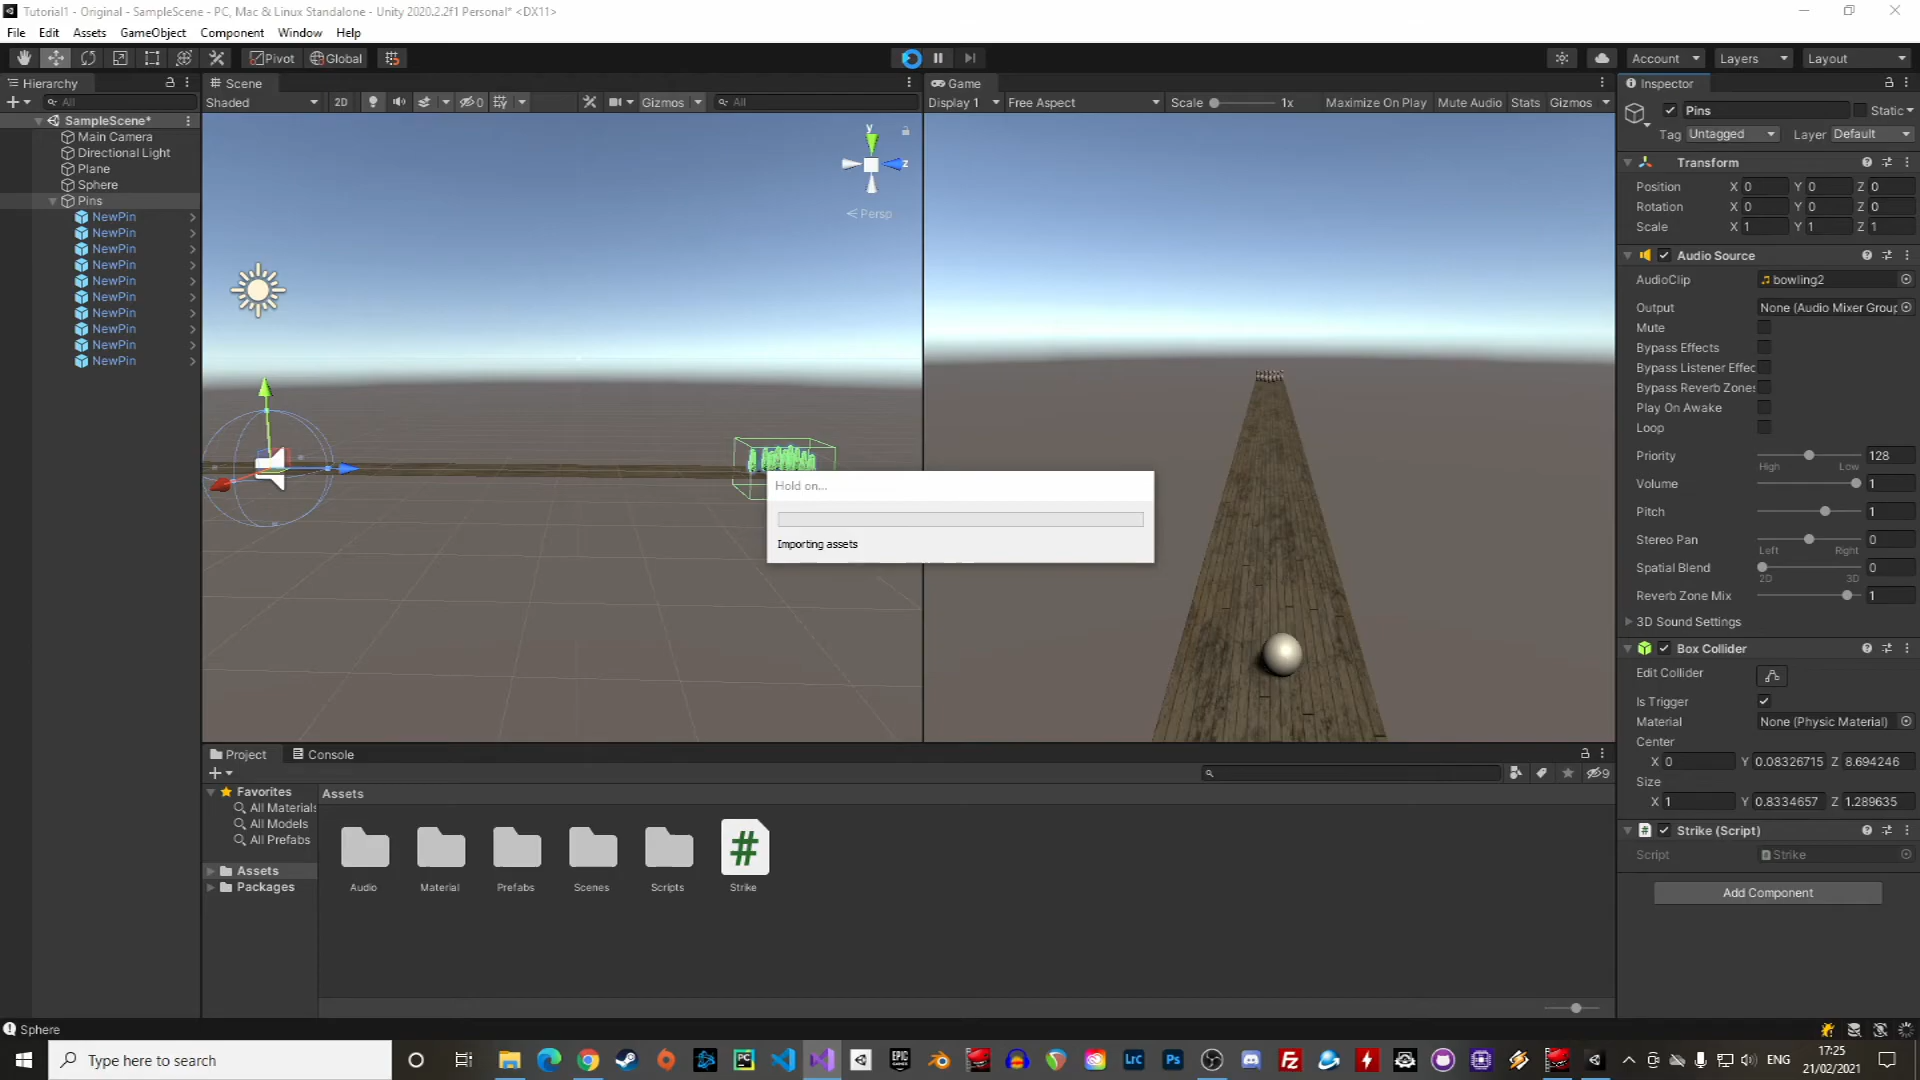 Tutorial1 - Original - SampleScene - PC, Mac & Linux Standalone - Unity 2020.2.2f1 Personal* <DX11>
File Edit Assets GameObject Component Window Help
Pivot Global Account Layers Layout
Hierarchy
All
SampleScene*
Main Camera
Directional Light
Plane
Sphere
Pins
NewPin
NewPin
NewPin
NewPin
NewPin
NewPin
NewPin
NewPin
NewPin
NewPin
Scene
Shaded 2D 0 Gizmos All
y
z
Persp
Game
Display 1 Free Aspect Scale 1x Maximize On Play Mute Audio Stats Gizmos
Hold on...
Importing assets
Inspector
Pins Static
Tag Untagged Layer Default
Transform
Position X 0 Y 0 Z 0
Rotation X 0 Y 0 Z 0
Scale X 1 Y 1 Z 1
Audio Source
AudioClip bowling2
Output None (Audio Mixer Group
Mute
Bypass Effects
Bypass Listener Effec
Bypass Reverb Zones
Play On Awake
Loop
Priority 128
High Low
Volume 1
Pitch 1
Stereo Pan 0
Left Right
Spatial Blend 0
2D 3D
Reverb Zone Mix 1
3D Sound Settings
Box Collider
Edit Collider
Is Trigger
Material None (Physic Material)
Center
X 0 Y 0.08326715 Z 8.694246
Size
X 1 Y 0.8334657 Z 1.289635
Strike (Script)
Script Strike
Add Component
Project Console
9
Favorites
All Materials
All Models
All Prefabs
Assets
Packages
Assets
Audio Material Prefabs Scenes Scripts Strike
Sphere
Type here to search
ENG
17:25
21/02/2021
PC
EPIC GAMES
Lrc
Ps